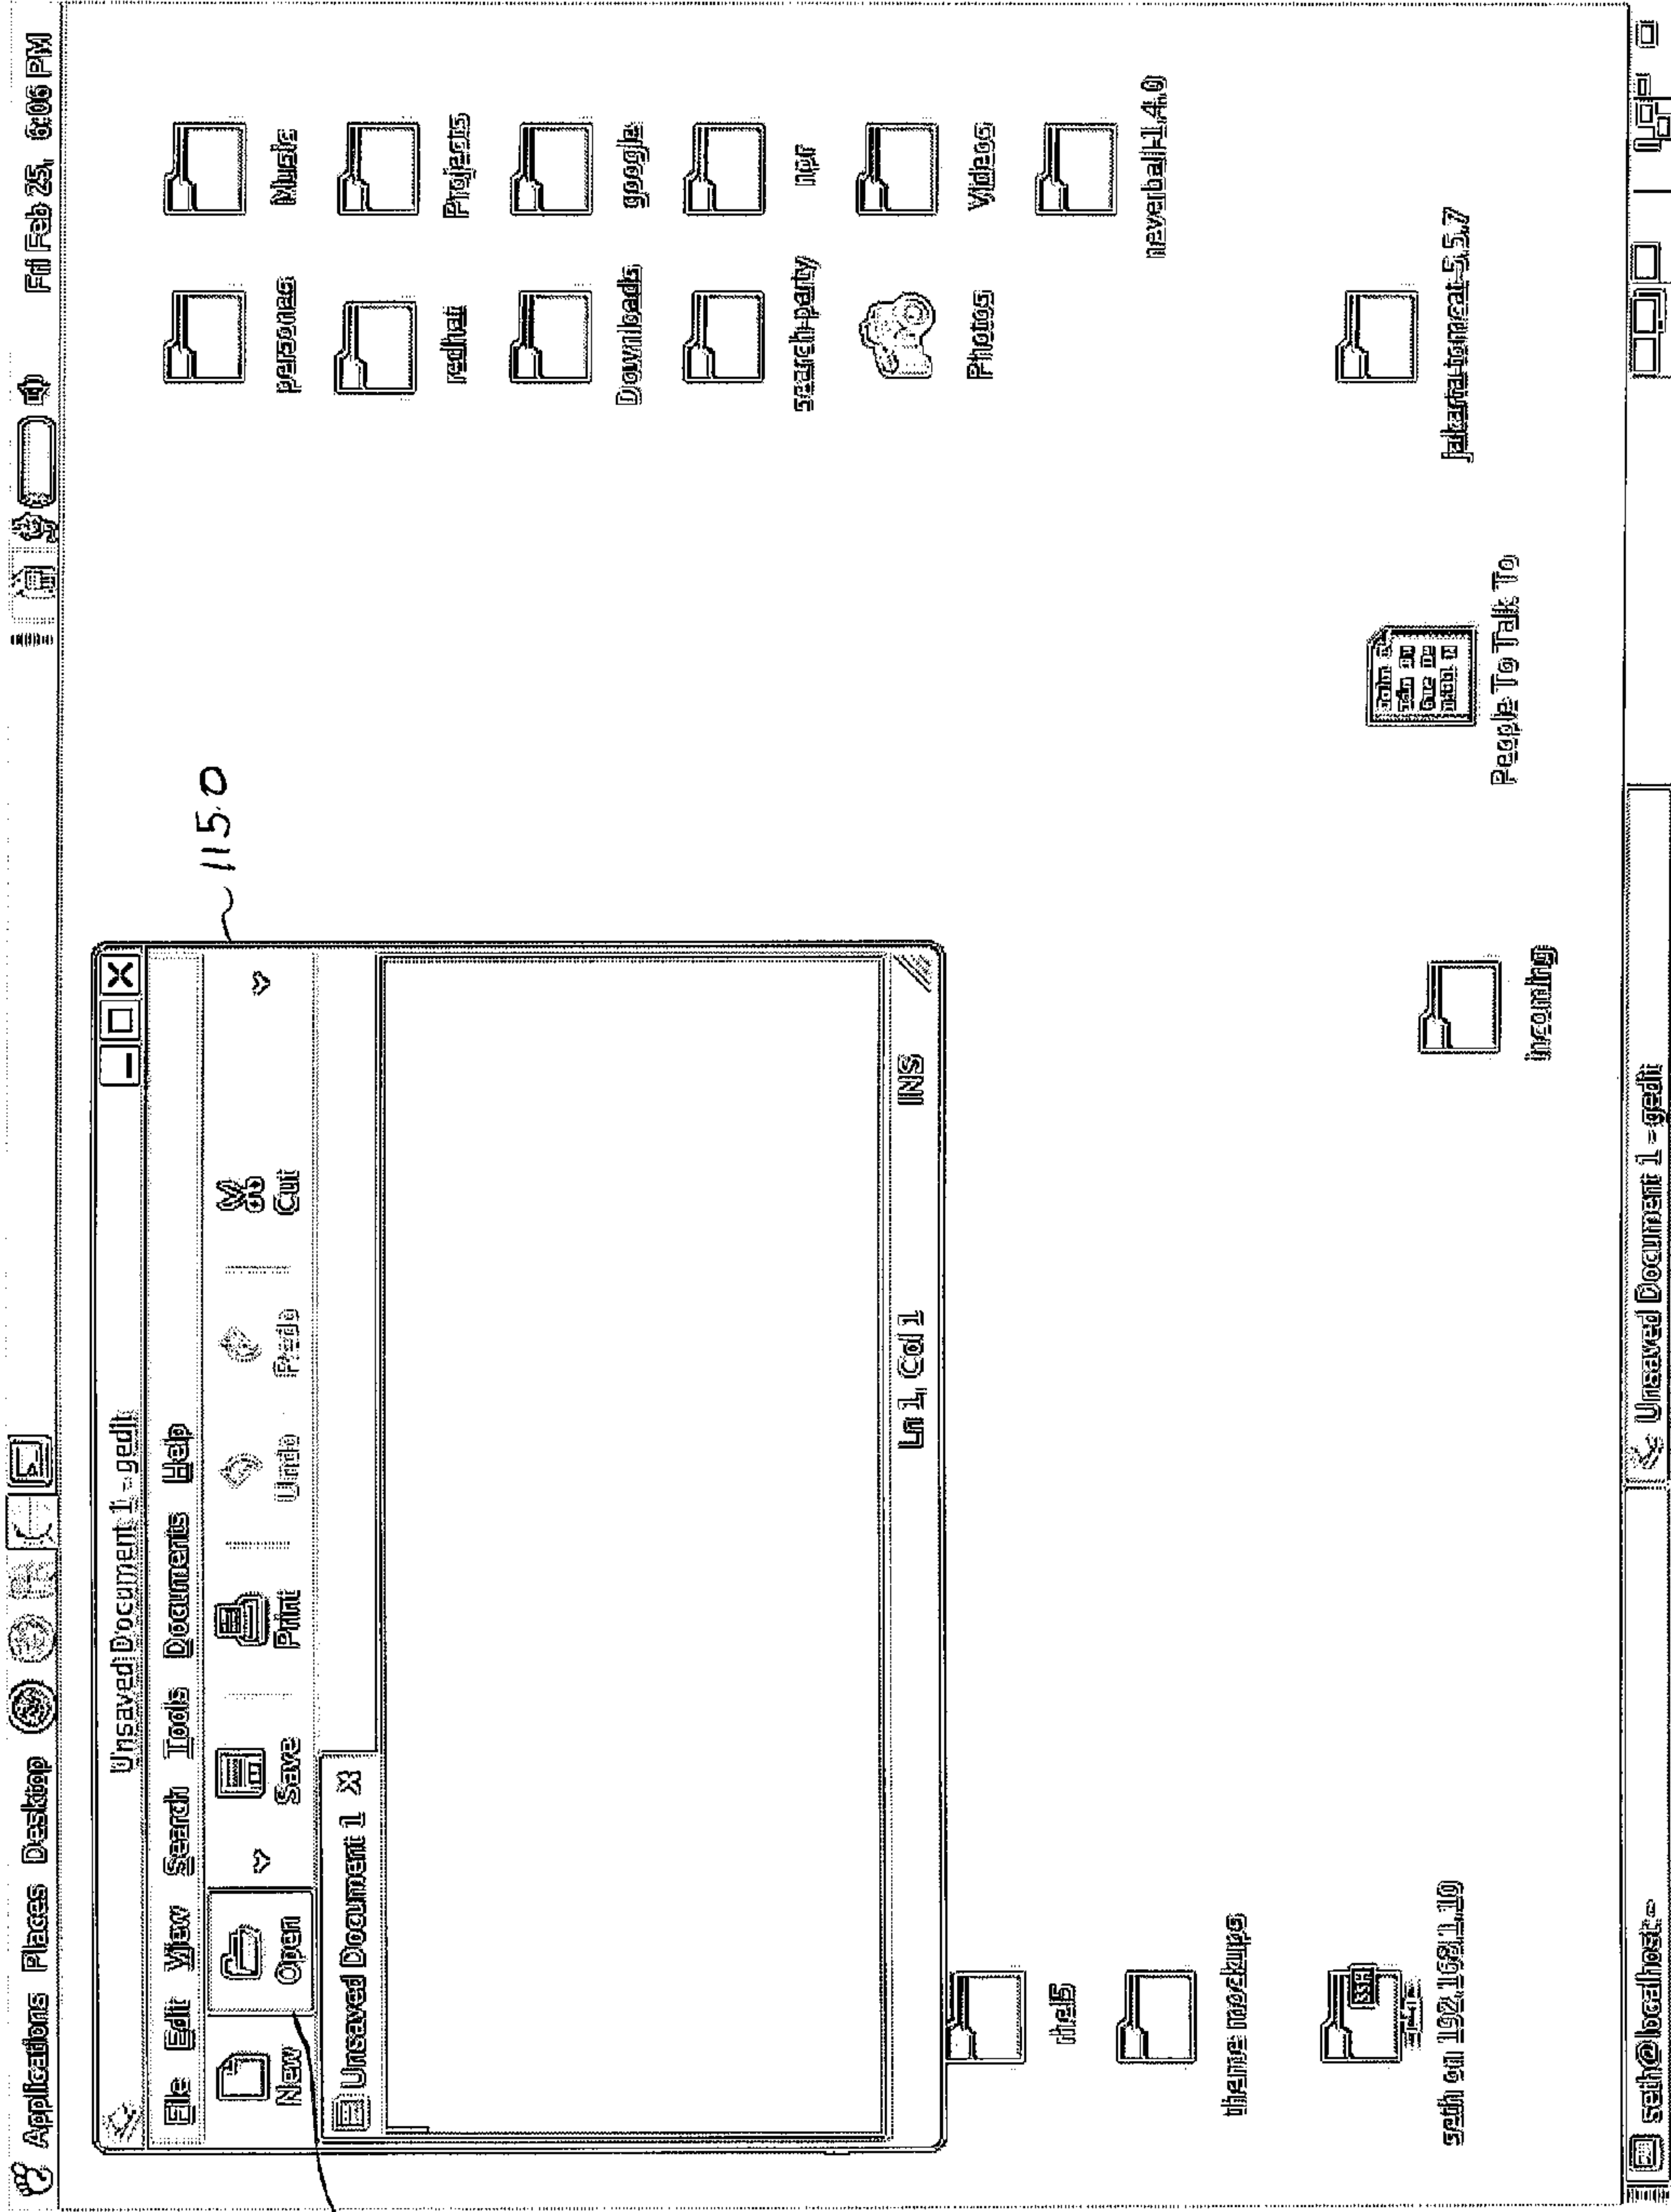 Applications Places Desktop
Fri Feb 25, 6:06 PM
Unsaved Document 1 - gedit
File Edit View Search Tools Documents Help
New Open Save Print Undo Redo Cut
Unsaved Document 1
Ln 1, Col 1 INS
1150
personas Music
redhat Projects
Downloads google
search-party npr
Photos Videos
neverball-1.4.0
rhel5
theme mockups
SSH
seth on 192.168.1.10
incoming
People To Talk To
jakarta-tomcat-5.5.7
seth@localhost:~
Unsaved Document 1 - gedit